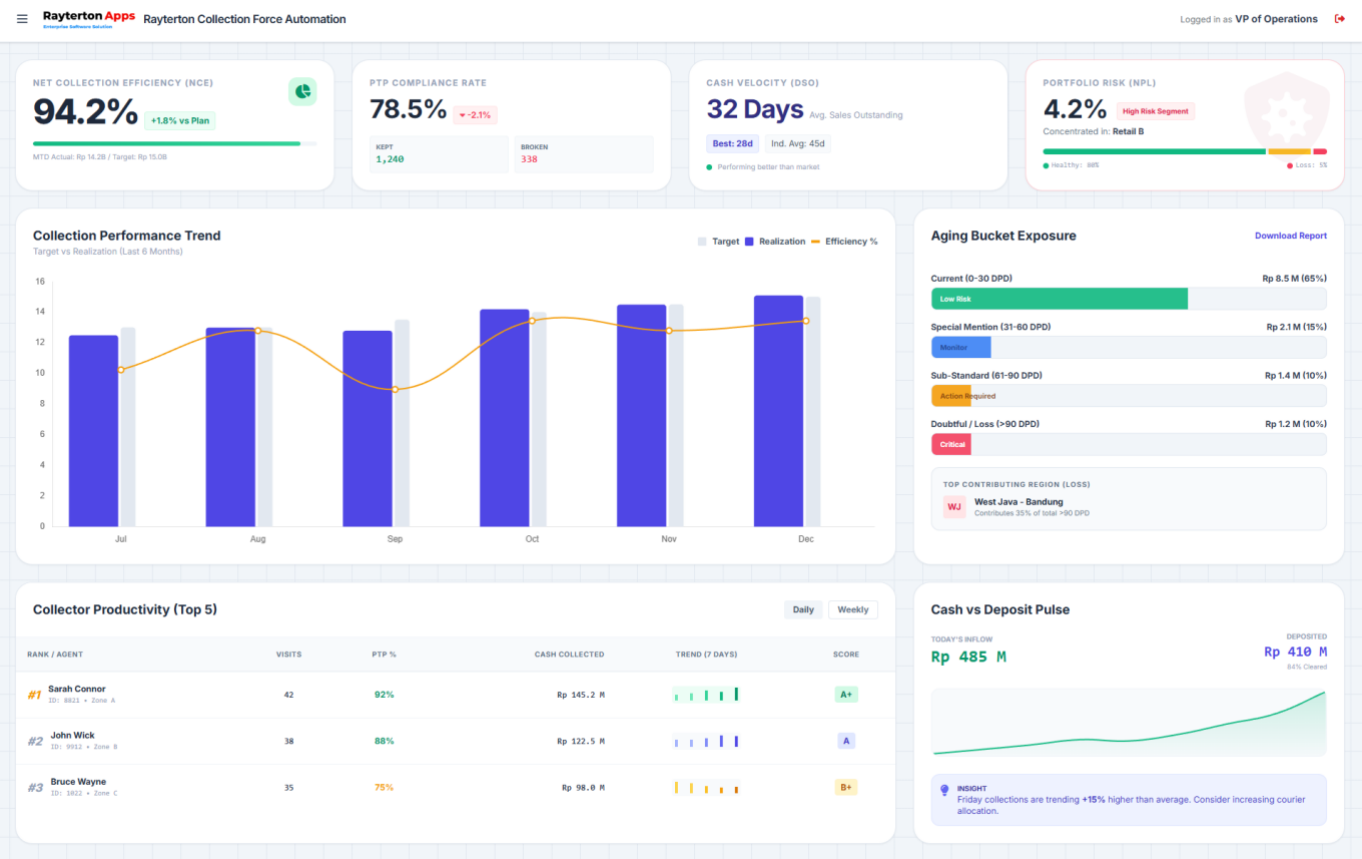 Rayterton Apps
Enterprise Software Solution
Rayterton Collection Force Automation
Logged in as VP of Operations
NET COLLECTION EFFICIENCY (NCE)
94.2% +1.8% vs Plan
MTD Actual: Rp 14.2B / Target: Rp 15.0B
PTP COMPLIANCE RATE
78.5% -2.1%
KEPT
1,240
BROKEN
338
CASH VELOCITY (DSO)
32 Days Avg. Sales Outstanding
Best: 28d Ind. Avg: 45d
Performing better than market
PORTFOLIO RISK (NPL)
4.2% High Risk Segment
Concentrated in: Retail B
Healthy: 80% Loss: 5%
Collection Performance Trend
Target vs Realization (Last 6 Months)
Target Realization Efficiency %
16
14
12
10
8
6
4
2
0
Jul Aug Sep Oct Nov Dec
Aging Bucket Exposure
Download Report
Current (0-30 DPD) Rp 8.5 M (65%)
Low Risk
Special Mention (31-60 DPD) Rp 2.1 M (15%)
Monitor
Sub-Standard (61-90 DPD) Rp 1.4 M (10%)
Action Required
Doubtful / Loss (>90 DPD) Rp 1.2 M (10%)
Critical
TOP CONTRIBUTING REGION (LOSS)
WJ
West Java - Bandung
Contributes 35% of total >90 DPD
Collector Productivity (Top 5)
Daily Weekly
RANK / AGENT VISITS PTP % CASH COLLECTED TREND (7 DAYS) SCORE
#1 Sarah Connor 42 92% Rp 145.2 M A+
ID: 8821 • Zone A
#2 John Wick 38 88% Rp 122.5 M A
ID: 9912 • Zone B
#3 Bruce Wayne 35 75% Rp 98.0 M B+
ID: 1022 • Zone C
Cash vs Deposit Pulse
TODAY'S INFLOW
Rp 485 M
DEPOSITED
Rp 410 M
84% Cleared
INSIGHT
Friday collections are trending +15% higher than average. Consider increasing courier
allocation.